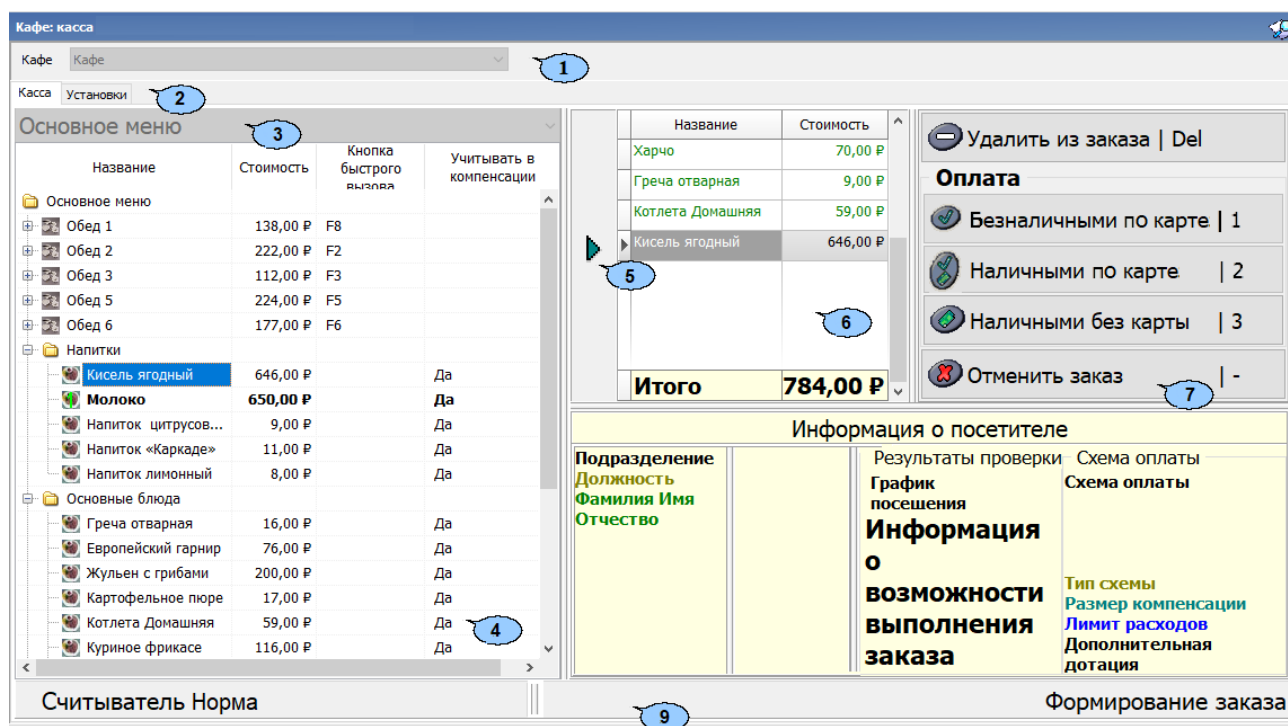 Кафе: касса
Кафе Кафе 1
Касса Установки 2
Основное меню 3
Название Стоимость Кнопка быстрого вызова Учитывать в компенсации
Основное меню
Обед 1 138,00 ₽ F8
Обед 2 222,00 ₽ F2
Обед 3 112,00 ₽ F3
Обед 5 224,00 ₽ F5
Обед 6 177,00 ₽ F6
Напитки
Кисель ягодный 646,00 ₽ Да
Молоко 650,00 ₽ Да
Напиток цитрусов... 9,00 ₽ Да
Напиток «Каркаде» 11,00 ₽ Да
Напиток лимонный 8,00 ₽ Да
Основные блюда
Греча отварная 16,00 ₽ Да
Европейский гарнир 76,00 ₽ Да
Жульен с грибами 200,00 ₽ Да
Картофельное пюре 17,00 ₽ Да
Котлета Домашняя 59,00 ₽ Да 4
Куриное фрикасе 116,00 ₽ Да
5
Название Стоимость
Харчо 70,00 ₽
Греча отварная 9,00 ₽
Котлета Домашняя 59,00 ₽
Кисель ягодный 646,00 ₽
6
Итого 784,00 ₽
Удалить из заказа | Del
Оплата
Безналичными по карте | 1
Наличными по карте | 2
Наличными без карты | 3
Отменить заказ | -
7
Информация о посетителе
Подразделение
Должность
Фамилия Имя
Отчество
Результаты проверки
График
посещения
Информация
о
возможности
выполнения
заказа
Схема оплаты
Схема оплаты
Тип схемы
Размер компенсации
Лимит расходов
Дополнительная
дотация
Считыватель Норма 9 Формирование заказа